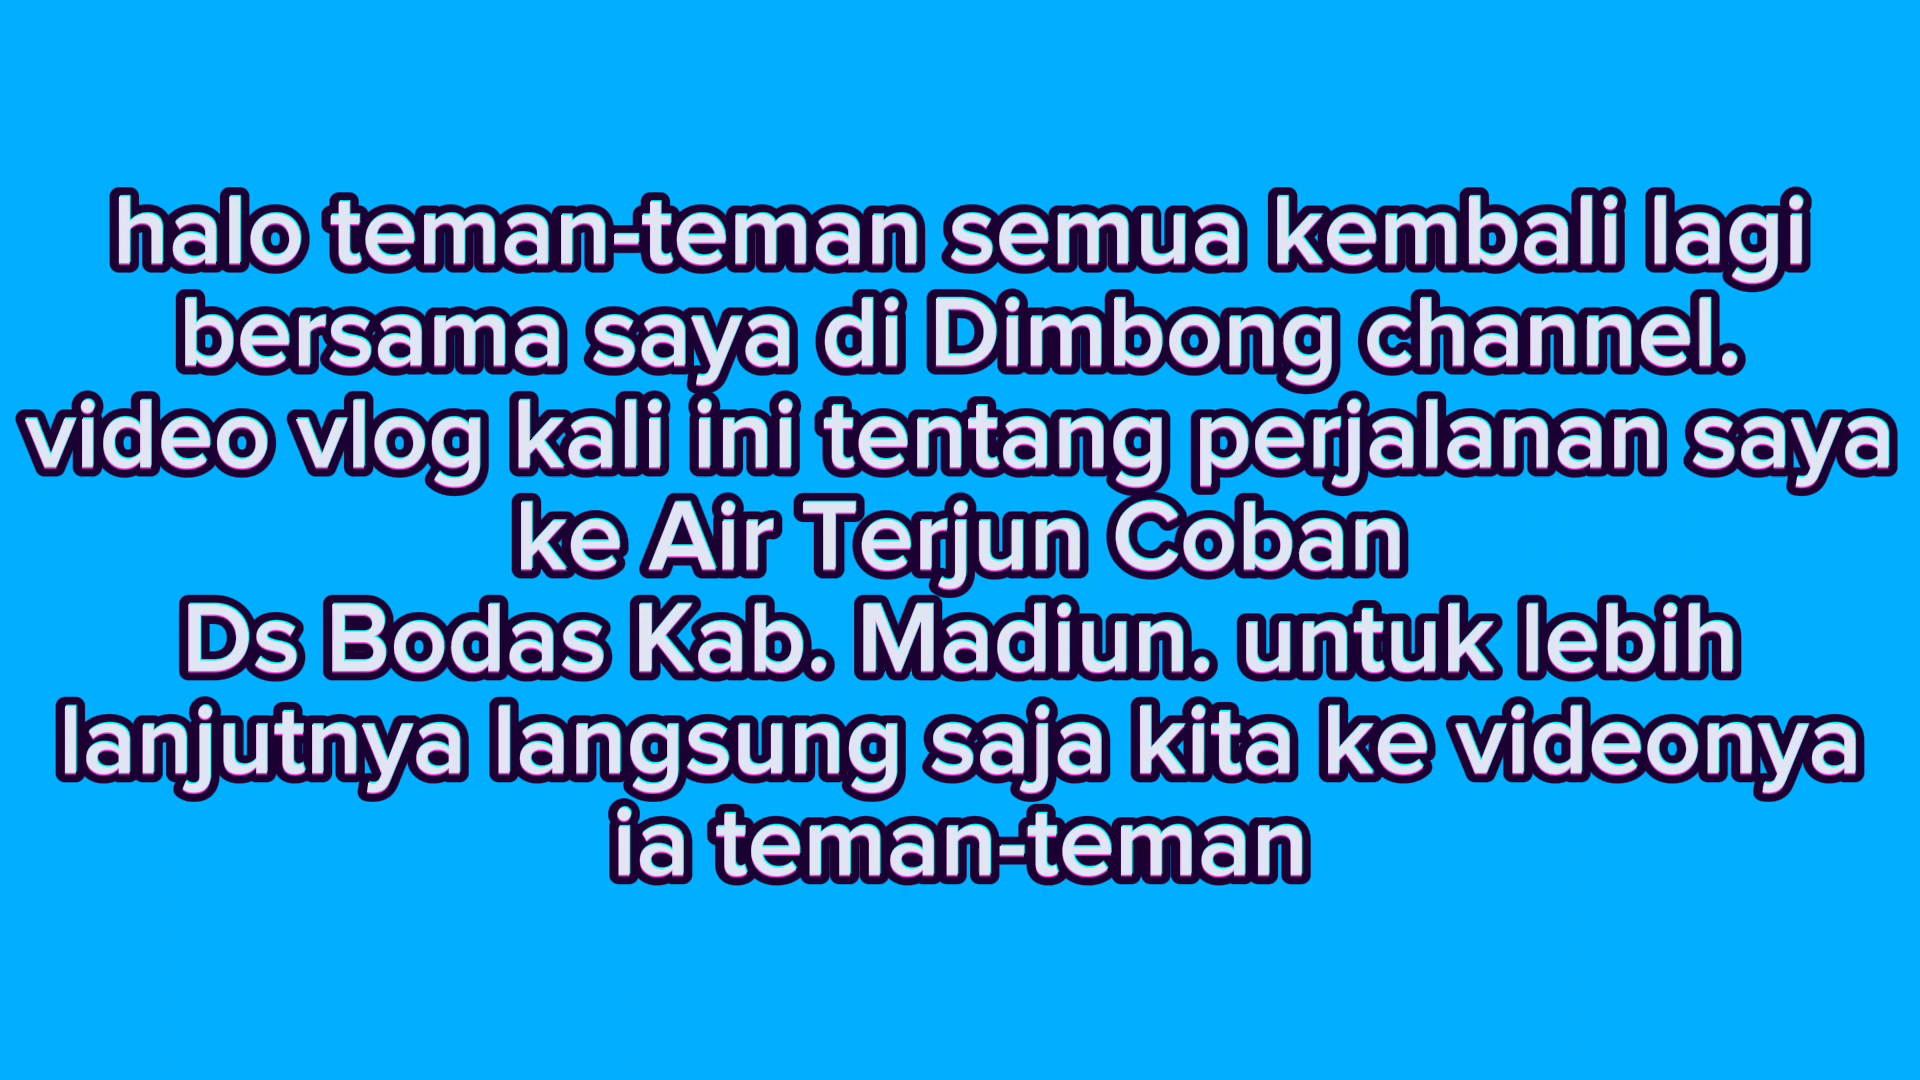 halo teman-teman semua kembali lagi
bersama saya di Dimbong channel.
video vlog kali ini tentang perjalanan saya
ke Air Terjun Coban
Ds Bodas Kab. Madiun. untuk lebih
lanjutnya langsung saja kita ke videonya
ia teman-teman